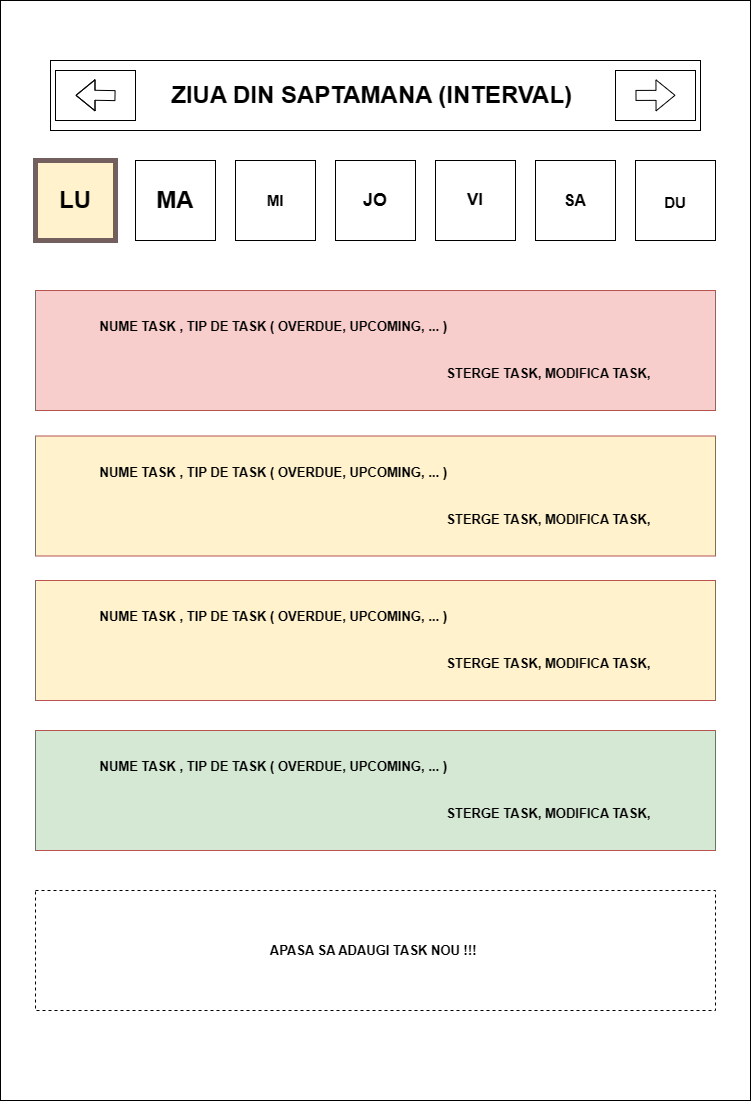 ZIUA DIN SAPTAMANA (INTERVAL)
LU MA MI JO VI SA DU
NUME TASK , TIP DE TASK ( OVERDUE, UPCOMING, ... )
STERGE TASK, MODIFICA TASK,
NUME TASK , TIP DE TASK ( OVERDUE, UPCOMING, ... )
STERGE TASK, MODIFICA TASK,
NUME TASK , TIP DE TASK ( OVERDUE, UPCOMING, ... )
STERGE TASK, MODIFICA TASK,
NUME TASK , TIP DE TASK ( OVERDUE, UPCOMING, ... )
STERGE TASK, MODIFICA TASK,
APASA SA ADAUGI TASK NOU !!!